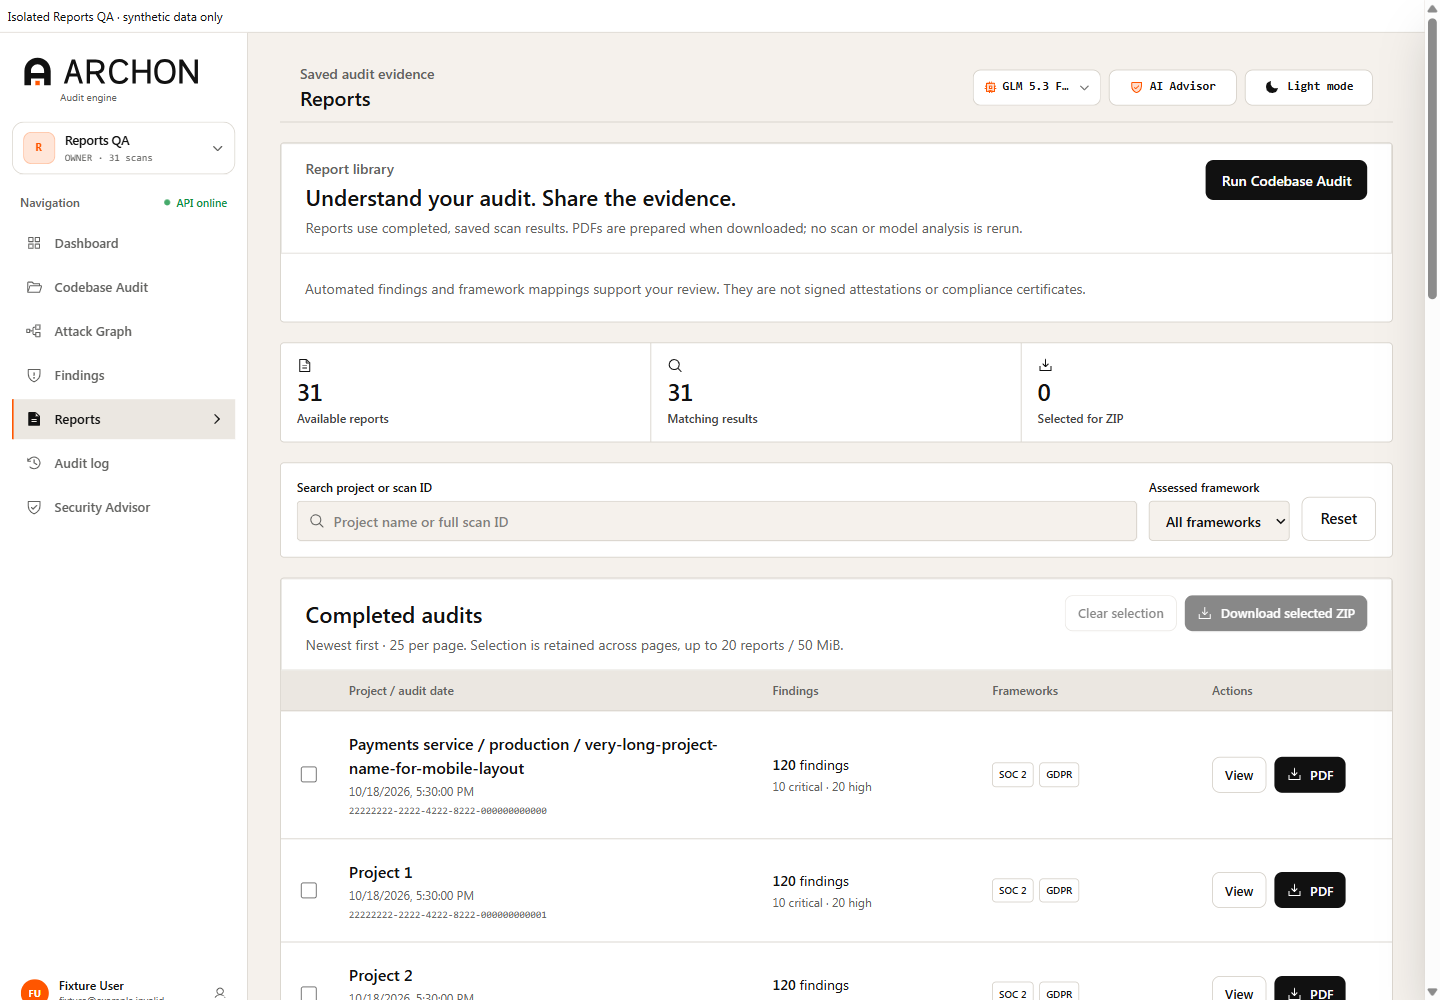 Isolated Reports QA · synthetic data only
ARCHON
Audit engine
R
Reports QA
OWNER · 31 scans
Navigation
API online
Dashboard
Codebase Audit
Attack Graph
Findings
Reports
Audit log
Security Advisor
FU
Fixture User
Saved audit evidence
Reports
GLM 5.3 F…
AI Advisor
Light mode
Report library
Understand your audit. Share the evidence.
Reports use completed, saved scan results. PDFs are prepared when downloaded; no scan or model analysis is rerun.
Run Codebase Audit
Automated findings and framework mappings support your review. They are not signed attestations or compliance certificates.
31
Available reports
31
Matching results
0
Selected for ZIP
Search project or scan ID
Project name or full scan ID
Assessed framework
All frameworks
Reset
Completed audits
Newest first · 25 per page. Selection is retained across pages, up to 20 reports / 50 MiB.
Clear selection
Download selected ZIP
Project / audit date Findings Frameworks Actions
Payments service / production / very-long-project-
name-for-mobile-layout
10/18/2026, 5:30:00 PM
22222222-2222-4222-8222-000000000000
120 findings
10 critical · 20 high
SOC 2 GDPR
View PDF
Project 1
10/18/2026, 5:30:00 PM
22222222-2222-4222-8222-000000000001
120 findings
10 critical · 20 high
SOC 2 GDPR
View PDF
Project 2
10/18/2026, 5:30:00 PM
120 findings
10 critical · 20 high
SOC 2 GDPR
View PDF